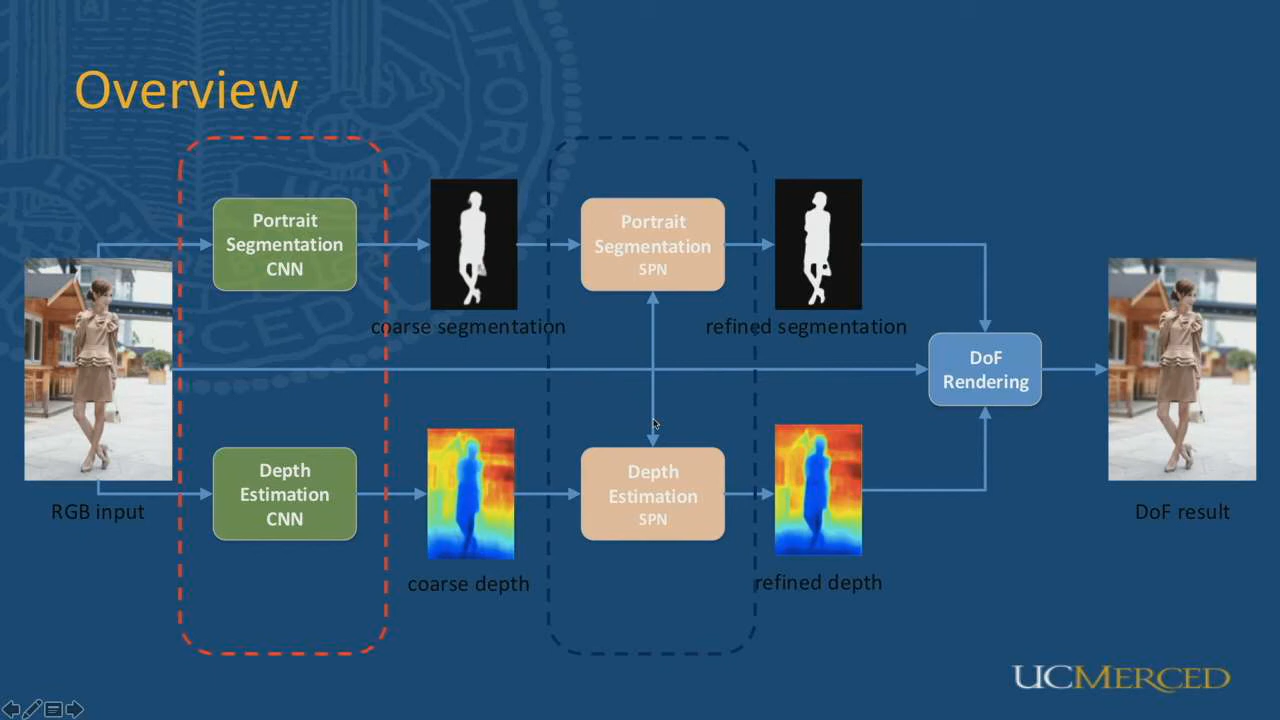 Overview
Portrait
Segmentation
CNN
coarse segmentation
Portrait
Segmentation
SPN
refined segmentation
RGB input
DoF
Rendering
DoF result
Depth
Estimation
CNN
coarse depth
Depth
Estimation
SPN
refined depth
UCMERCED